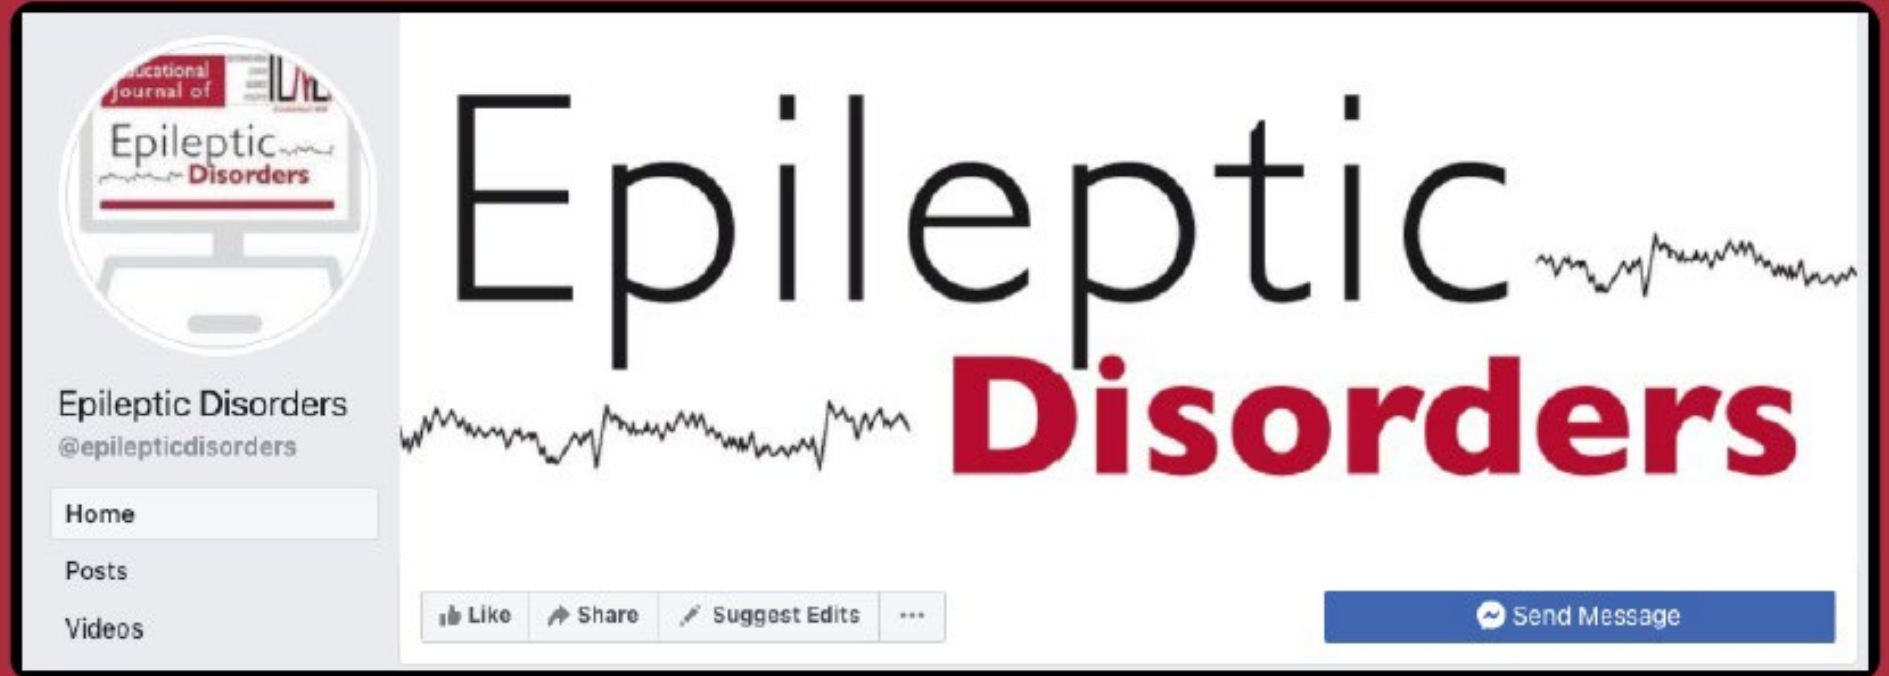 Educational
journal of
Epileptic
Disorders
Epileptic
Disorders
Epileptic Disorders
@epilepticdisorders
Home
Posts
Videos
Like Share Suggest Edits ...
Send Message